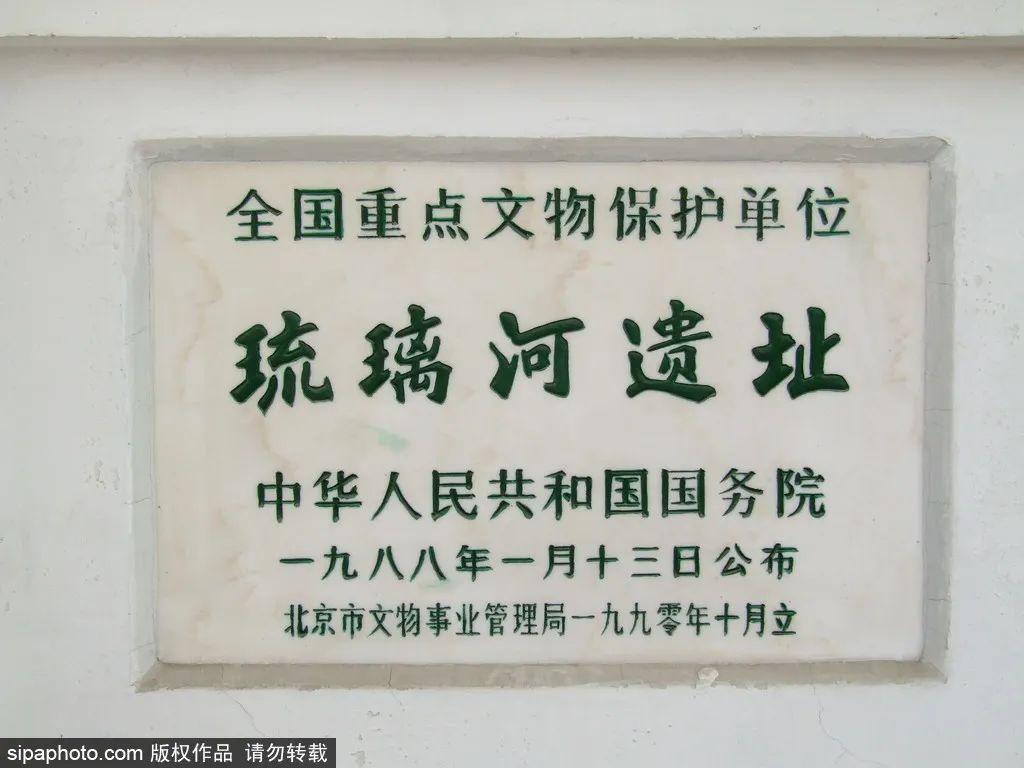 全国重点文物保护单位
琉璃河遗址
中华人民共和国国务院
一九八八年一月十三日公布
北京市文物事业管理局一九九零年十月立
sipaphoto.com 版权作品 请勿转载